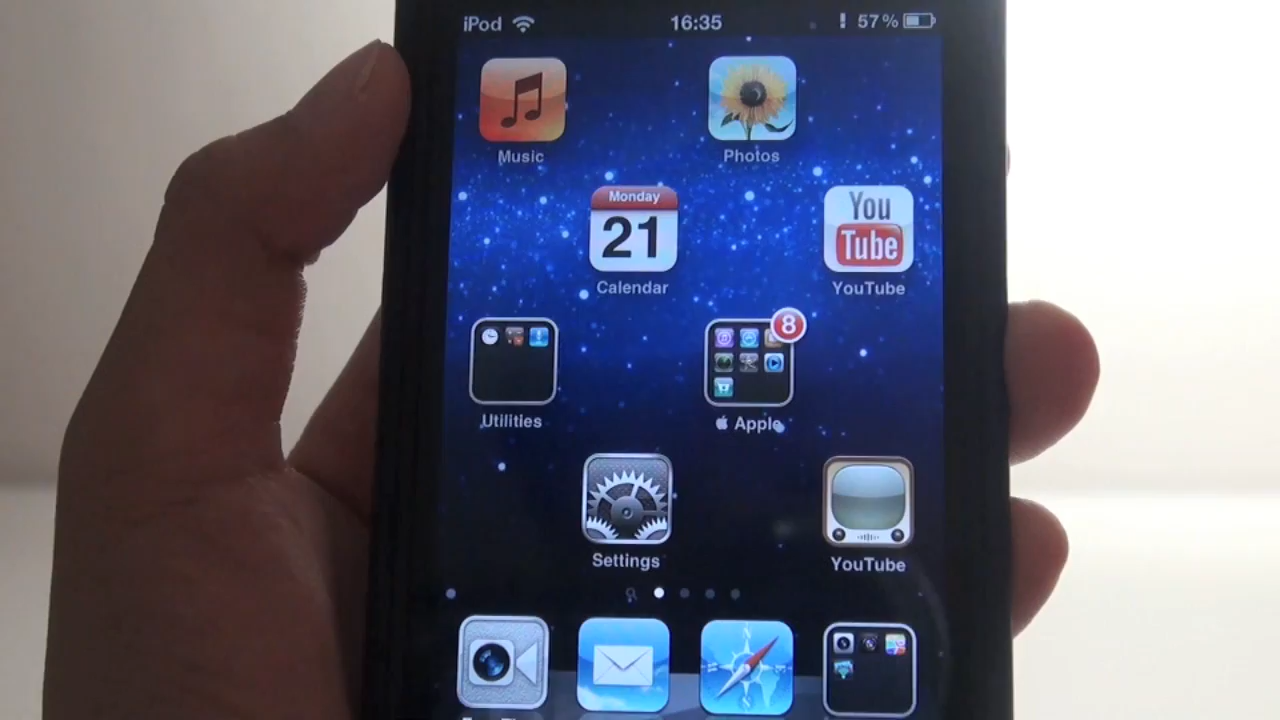 iPod 16:35 57%
Music Photos
Monday
21
You
Tube
Calendar YouTube
8
Utilities Apple
Settings YouTube